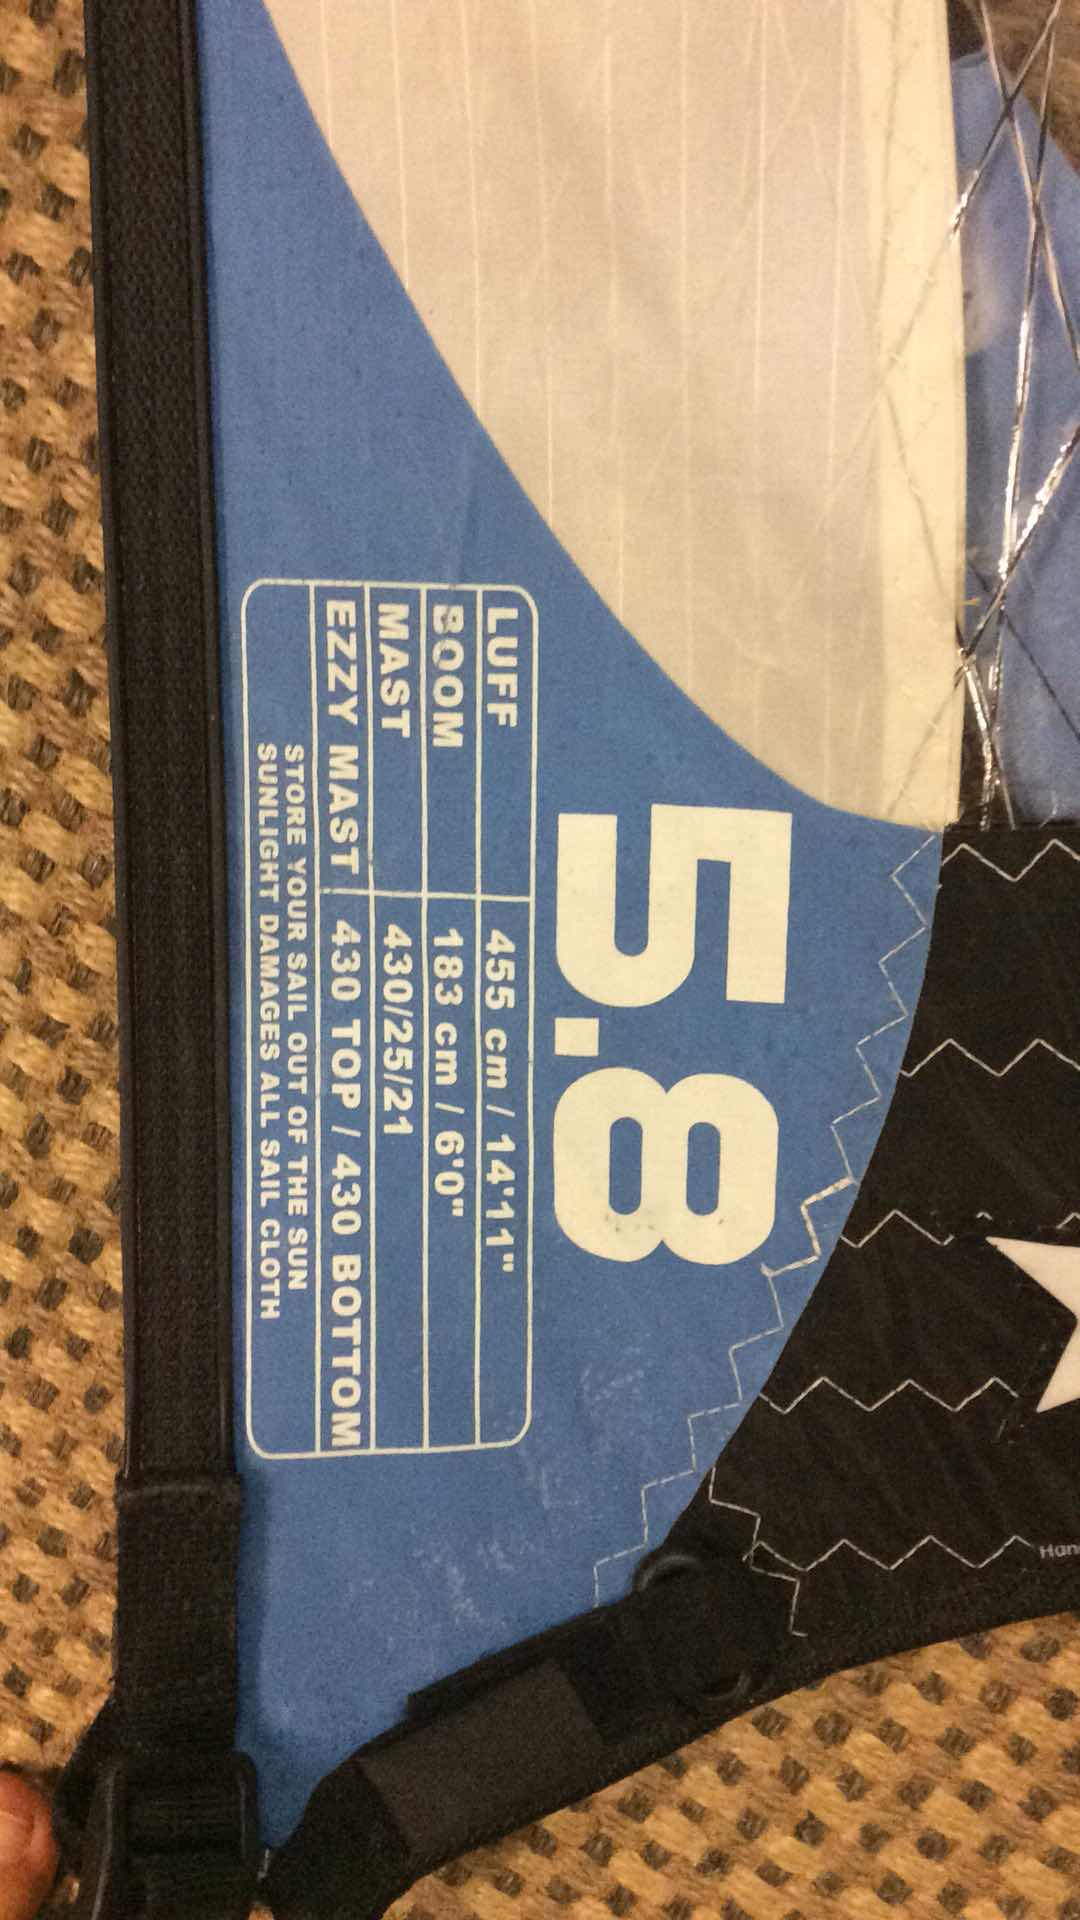 5.8
LUFF 455 cm / 14'11"
BOOM 183 cm / 6'0"
MAST 430/25/21
EZZY MAST 430 TOP / 430 BOTTOM
STORE YOUR SAIL OUT OF THE SUN
SUNLIGHT DAMAGES ALL SAIL CLOTH